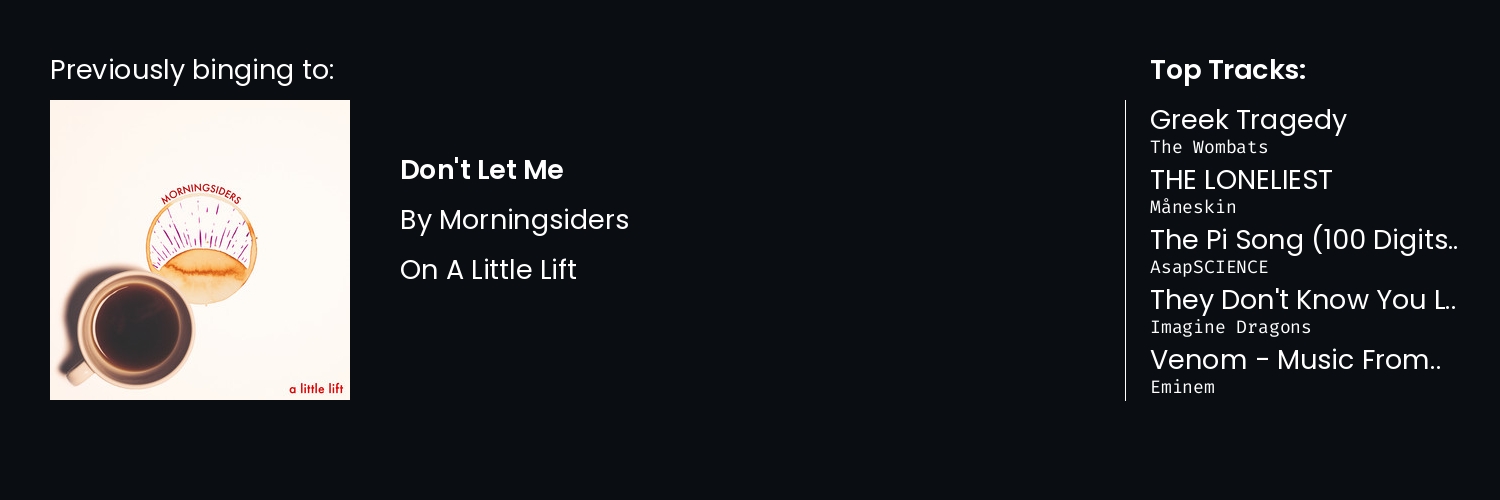 Previously binging to:
MORNINGSIDERS
a little lift
Don't Let Me
By Morningsiders
On A Little Lift
Top Tracks:
Greek Tragedy
The Wombats
THE LONELIEST
Måneskin
The Pi Song (100 Digits..
AsapSCIENCE
They Don't Know You L..
Imagine Dragons
Venom - Music From..
Eminem